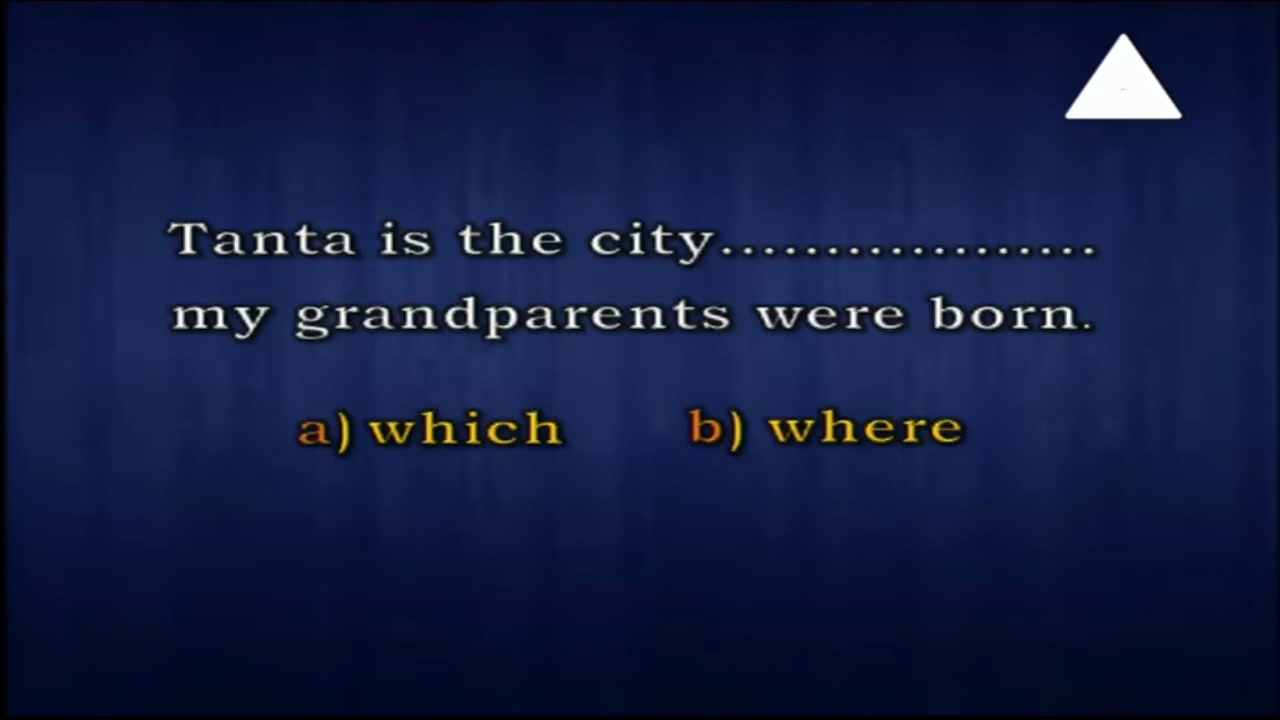 Tanta is the city..................
my grandparents were born.
a) which b) where